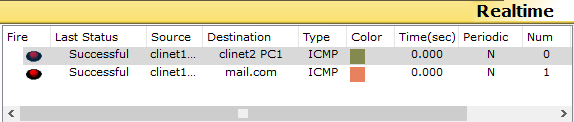 Realtime
Fire Last Status Source Destination Type Color Time(sec) Periodic Num
Successful clinet1... clinet2 PC1 ICMP 0.000 N 0
Successful clinet1... mail.com ICMP 0.000 N 1